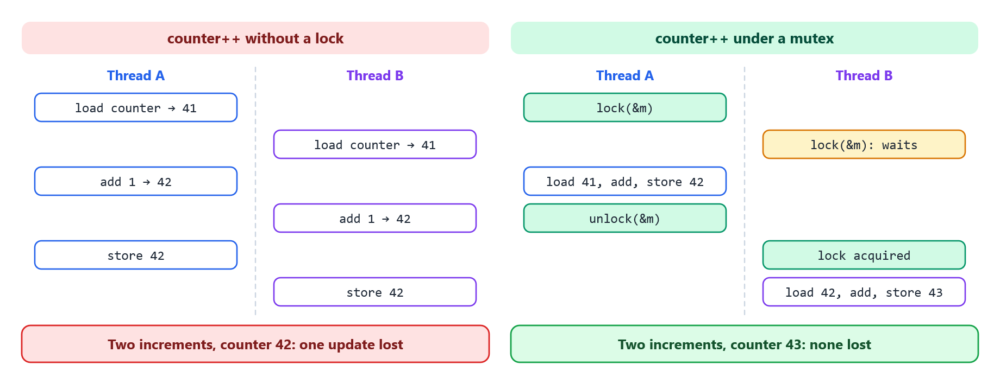 counter++ without a lock
Thread A
Thread B
load counter → 41
load counter → 41
add 1 → 42
add 1 → 42
store 42
store 42
Two increments, counter 42: one update lost
counter++ under a mutex
Thread A
Thread B
lock(&m)
lock(&m): waits
load 41, add, store 42
unlock(&m)
lock acquired
load 42, add, store 43
Two increments, counter 43: none lost